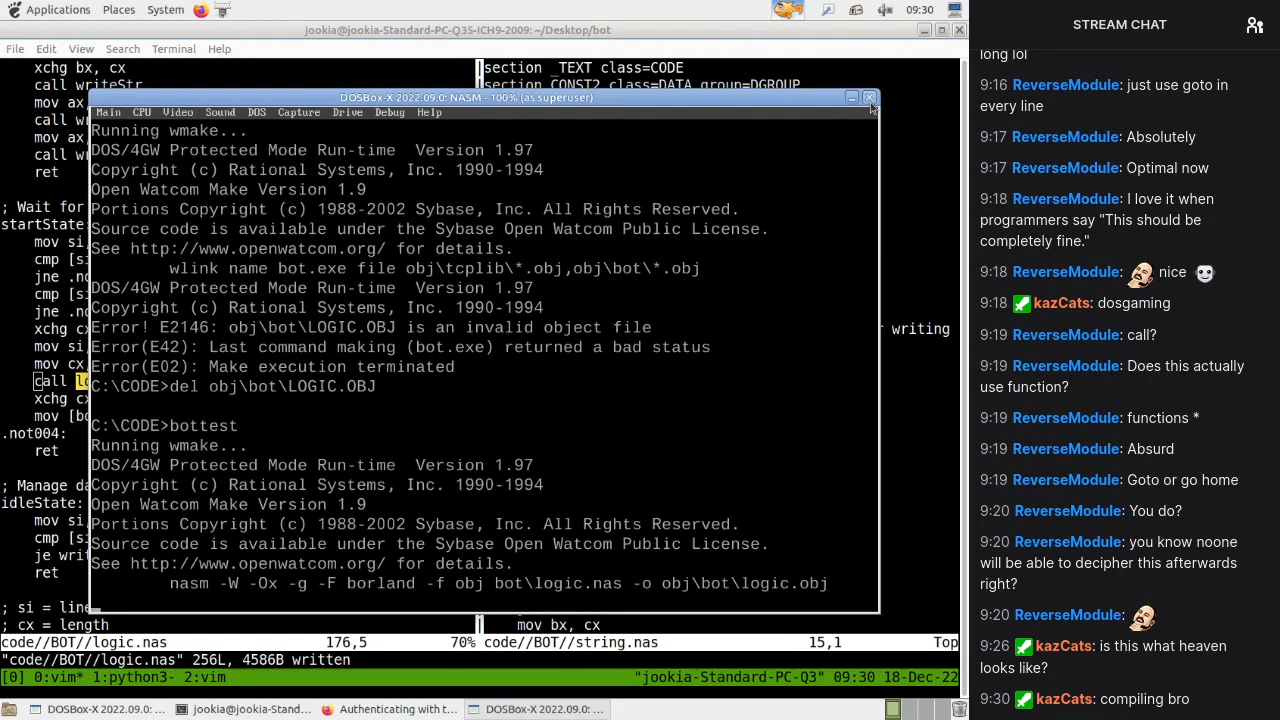 Applications Places System 09:30
jookia@jookia-Standard-PC-Q35-ICH9-2009: ~/Desktop/bot
File Edit View Search Terminal Help
xchg bx, cx
call writeStr
mov ax
call w
mov ax
call w
ret
; Wait for
startState:
mov si,
cmp [si
jne .no
cmp [si
jne .no
xchg cx
mov si,
mov cx,
call lo
xchg cx
mov [bo
.not004:
ret
; Manage da
idleState:
mov si,
cmp [si
je writ
ret
; si = line
; cx = length
section _TEXT class=CODE
section CONST2 class=DATA group=DGROUP
r writing
mov bx, cx
DOSBox-X 2022.09.0: NASM - 100% (as superuser)
Main CPU Video Sound DOS Capture Drive Debug Help
Running wmake...
DOS/4GW Protected Mode Run-time  Version 1.97
Copyright (c) Rational Systems, Inc. 1990-1994
Open Watcom Make Version 1.9
Portions Copyright (c) 1988-2002 Sybase, Inc. All Rights Reserved.
Source code is available under the Sybase Open Watcom Public License.
See http://www.openwatcom.org/ for details.
wlink name bot.exe file obj\tcplib\*.obj,obj\bot\*.obj
DOS/4GW Protected Mode Run-time  Version 1.97
Copyright (c) Rational Systems, Inc. 1990-1994
Error! E2146: obj\bot\LOGIC.OBJ is an invalid object file
Error(E42): Last command making (bot.exe) returned a bad status
Error(E02): Make execution terminated
C:\CODE>del obj\bot\LOGIC.OBJ
C:\CODE>bottest
Running wmake...
DOS/4GW Protected Mode Run-time  Version 1.97
Copyright (c) Rational Systems, Inc. 1990-1994
Open Watcom Make Version 1.9
Portions Copyright (c) 1988-2002 Sybase, Inc. All Rights Reserved.
Source code is available under the Sybase Open Watcom Public License.
See http://www.openwatcom.org/ for details.
nasm -W -Ox -g -F borland -f obj bot\logic.nas -o obj\bot\logic.obj
code//BOT//logic.nas 176,5 70% code//BOT//string.nas 15,1 Top
"code//BOT//logic.nas" 256L, 4586B written
[0] 0:vim* 1:python3- 2:vim "jookia-Standard-PC-Q3" 09:30 18-Dec-22
DOSBox-X 2022.09.0: ... jookia@jookia-Stand... Authenticating with t... DOSBox-X 2022.09.0: ...
STREAM CHAT
long lol
9:16 ReverseModule: just use goto in
every line
9:17 ReverseModule: Absolutely
9:17 ReverseModule: Optimal now
9:18 ReverseModule: I love it when
programmers say "This should be
completely fine."
9:18 ReverseModule: nice
9:18 kazCats: dosgaming
9:19 ReverseModule: call?
9:19 ReverseModule: Does this actually
use function?
9:19 ReverseModule: functions *
9:19 ReverseModule: Absurd
9:19 ReverseModule: Goto or go home
9:20 ReverseModule: You do?
9:20 ReverseModule: you know noone
will be able to decipher this afterwards
right?
9:20 ReverseModule:
9:26 kazCats: is this what heaven
looks like?
9:30 kazCats: compiling bro